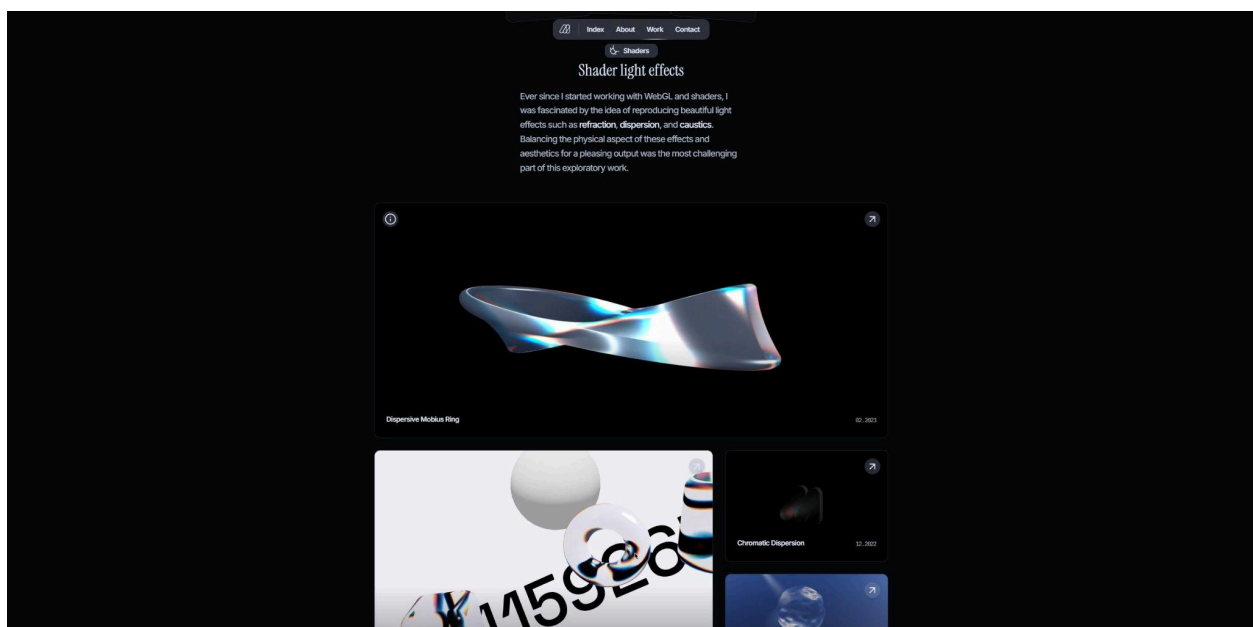 Index About Work Contact
Shaders
Shader light effects
Ever since I started working with WebGL and shaders, I
was fascinated by the idea of reproducing beautiful light
effects such as refraction, dispersion, and caustics.
Balancing the physical aspect of these effects and
aesthetics for a pleasing output was the most challenging
part of this exploratory work.
Dispersive Mobius Ring
02.2023
Chromatic Dispersion
12.2022